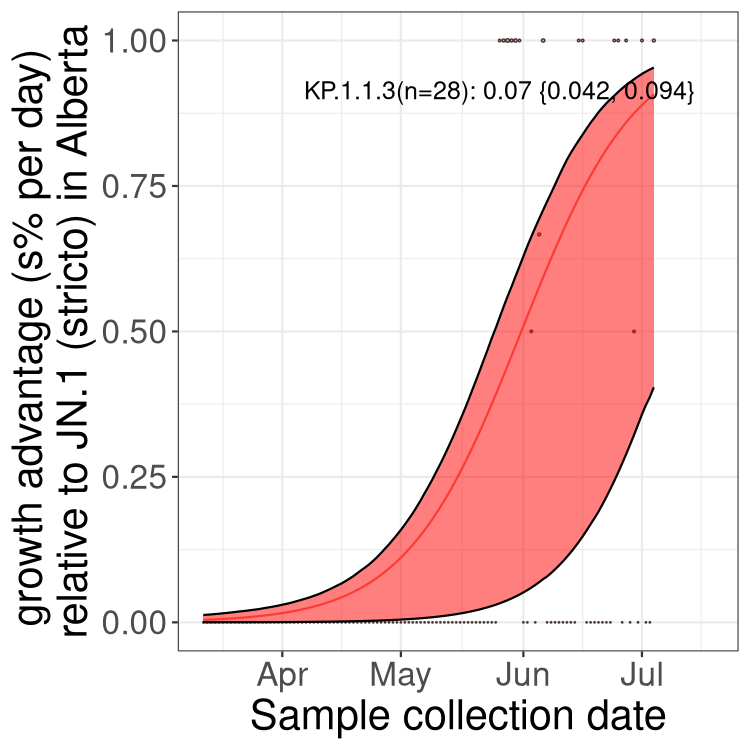 growth advantage (s% per day)
relative to JN.1 (stricto) in Alberta
1.00
0.75
0.50
0.25
0.00
KP.1.1.3(n=28): 0.07 {0.042, 0.094}
Apr May Jun Jul
Sample collection date